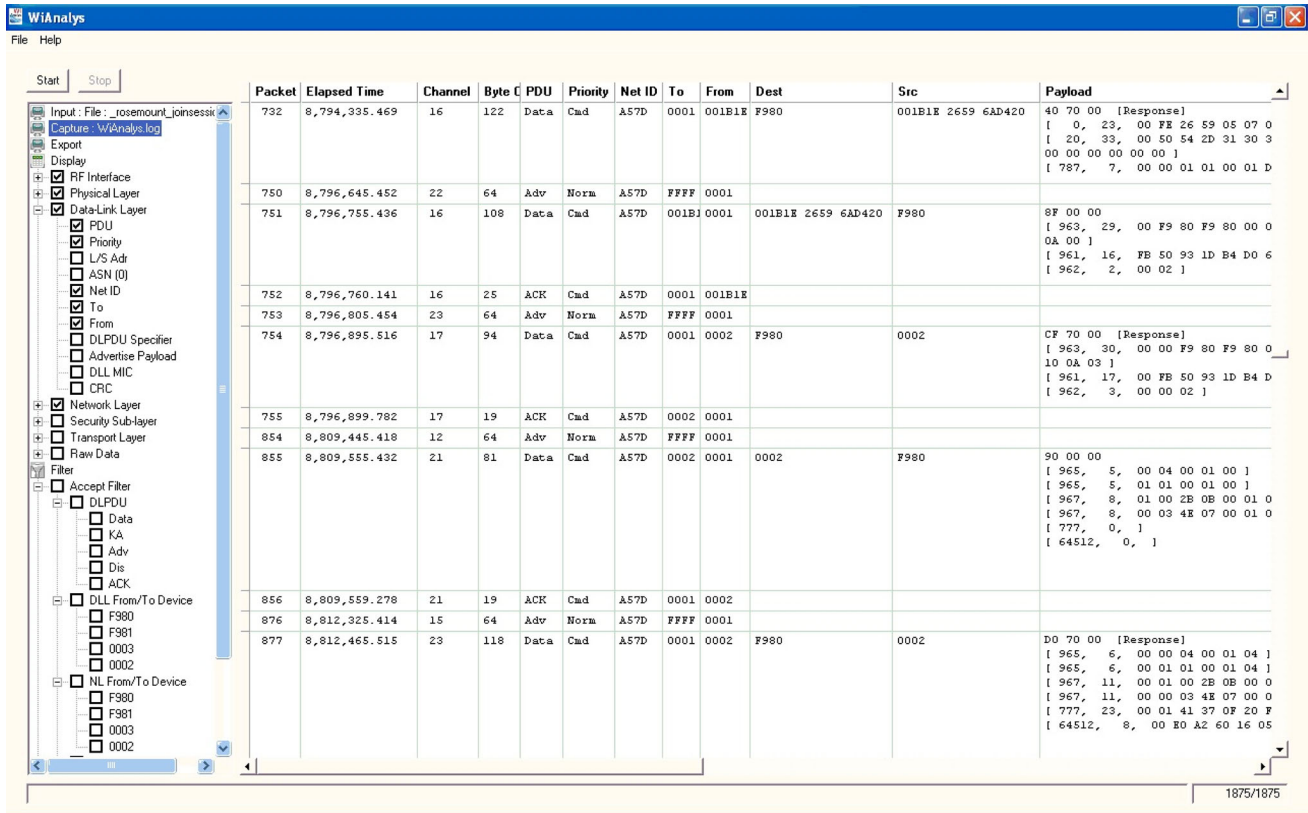 WiAnalys
File Help
Start Stop
Input : File : _rosemount_joinsessic
Capture : WiAnalys.log
Export
Display
RF Interface
Physical Layer
Data-Link Layer
PDU
Priority
L/S Adr
ASN (0)
Net ID
To
From
DLPDU Specifier
Advertise Payload
DLL MIC
CRC
Network Layer
Security Sub-layer
Transport Layer
Raw Data
Filter
Accept Filter
DLPDU
Data
KA
Adv
Dis
ACK
DLL From/To Device
F980
F981
0003
0002
NL From/To Device
F980
F981
0003
0002
Packet Elapsed Time Channel Byte C PDU Priority Net ID To From Dest Src Payload
732 8,794,335.469 16 122 Data Cmd A57D 0001 001B1E F980 001B1E 2659 6AD420 40 70 00 [Response]
[ 0, 23, 00 FE 26 59 05 07 0
[ 20, 33, 00 50 54 2D 31 30 3
00 00 00 00 00 00 ]
[ 787, 7, 00 00 01 01 00 01 D
750 8,796,645.452 22 64 Adv Norm A57D FFFF 0001
751 8,796,755.436 16 108 Data Cmd A57D 001B1 0001 001B1E 2659 6AD420 F980 8F 00 00
[ 963, 29, 00 F9 80 F9 80 00 0
0A 00 ]
[ 961, 16, FB 50 93 1D B4 D0 6
[ 962, 2, 00 02 ]
752 8,796,760.141 16 25 ACK Cmd A57D 0001 001B1E
753 8,796,805.454 23 64 Adv Norm A57D FFFF 0001
754 8,796,895.516 17 94 Data Cmd A57D 0001 0002 F980 0002 CF 70 00 [Response]
[ 963, 30, 00 00 F9 80 F9 80 0
10 0A 03 ]
[ 961, 17, 00 FB 50 93 1D B4 D
[ 962, 3, 00 00 02 ]
755 8,796,899.782 17 19 ACK Cmd A57D 0002 0001
854 8,809,445.418 12 64 Adv Norm A57D FFFF 0001
855 8,809,555.432 21 81 Data Cmd A57D 0002 0001 0002 F980 90 00 00
[ 965, 5, 00 04 00 01 00 ]
[ 965, 5, 01 01 00 01 00 ]
[ 967, 8, 01 00 2B 0B 00 01 0
[ 967, 8, 00 03 4E 07 00 01 0
[ 777, 0, ]
[ 64512, 0, ]
856 8,809,559.278 21 19 ACK Cmd A57D 0001 0002
876 8,812,325.414 15 64 Adv Norm A57D FFFF 0001
877 8,812,465.515 23 118 Data Cmd A57D 0001 0002 F980 0002 D0 70 00 [Response]
[ 965, 6, 00 00 04 00 01 04 ]
[ 965, 6, 00 01 01 00 01 04 ]
[ 967, 11, 00 01 00 2B 0B 00 0
[ 967, 11, 00 00 03 4E 07 00 0
[ 777, 23, 00 01 41 37 0F 20 F
[ 64512, 8, 00 E0 A2 60 16 05
1875/1875